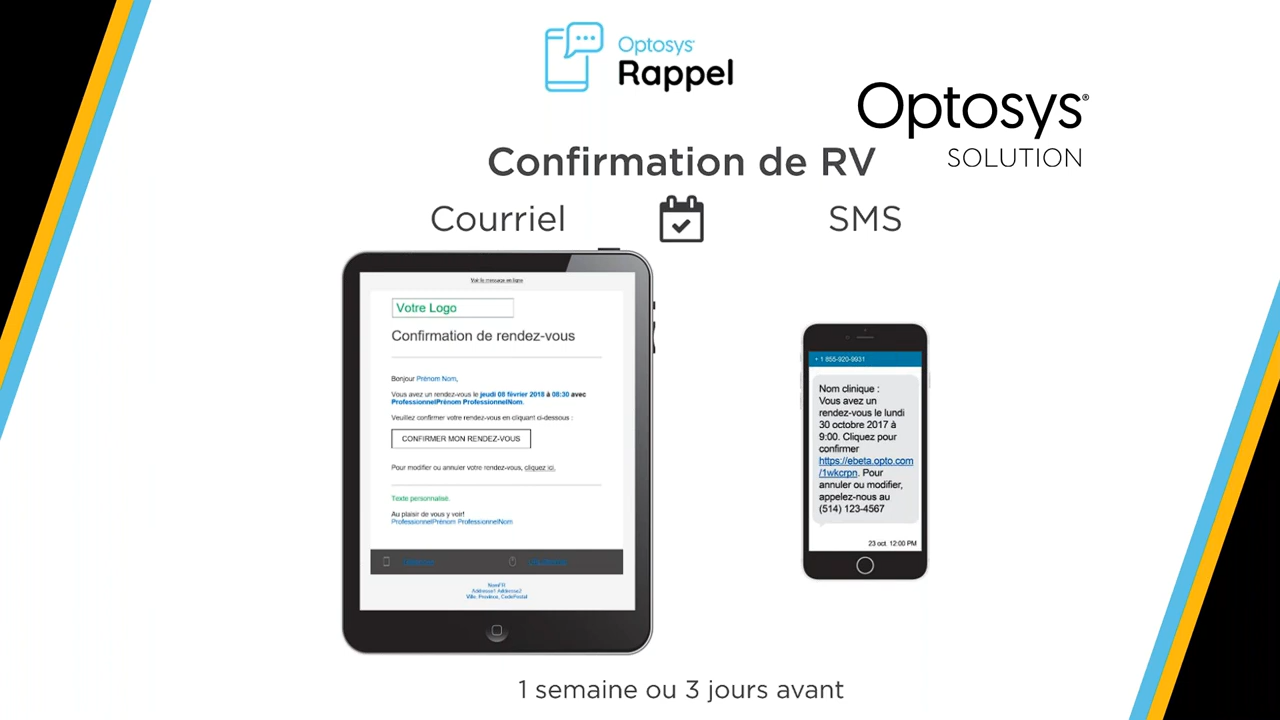 Optosys
Rappel
Optosys®
SOLUTION
Confirmation de RV
Courriel
SMS
Voir le message en ligne
Votre Logo
Confirmation de rendez-vous
Bonjour Prénom Nom,
Vous avez un rendez-vous le jeudi 08 février 2018 à 08:30 avec
ProfessionnelPrénom ProfessionnelNom.
Veuillez confirmer votre rendez-vous en cliquant ci-dessous :
CONFIRMER MON RENDEZ-VOUS
Pour modifier ou annuler votre rendez-vous, cliquez ici.
Texte personnalisé.
Au plaisir de vous y voir!
ProfessionnelPrénom ProfessionnelNom
NomFR
Addresse1 Addresse2
Ville, Province, CodePostal
+ 1 855-920-9931
Nom clinique :
Vous avez un
rendez-vous le lundi
30 octobre 2017 à
9:00. Cliquez pour
confirmer
https://ebeta.opto.com
/1wkcrpn. Pour
annuler ou modifier,
appelez-nous au
(514) 123-4567
23 oct. 12:00 PM
1 semaine ou 3 jours avant